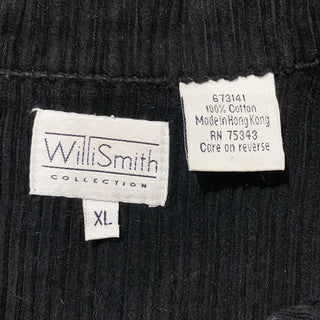 WilliSmith
COLLECTION
XL
673141
100% Cotton
Made in Hong Kong
RN 75343
Care on reverse